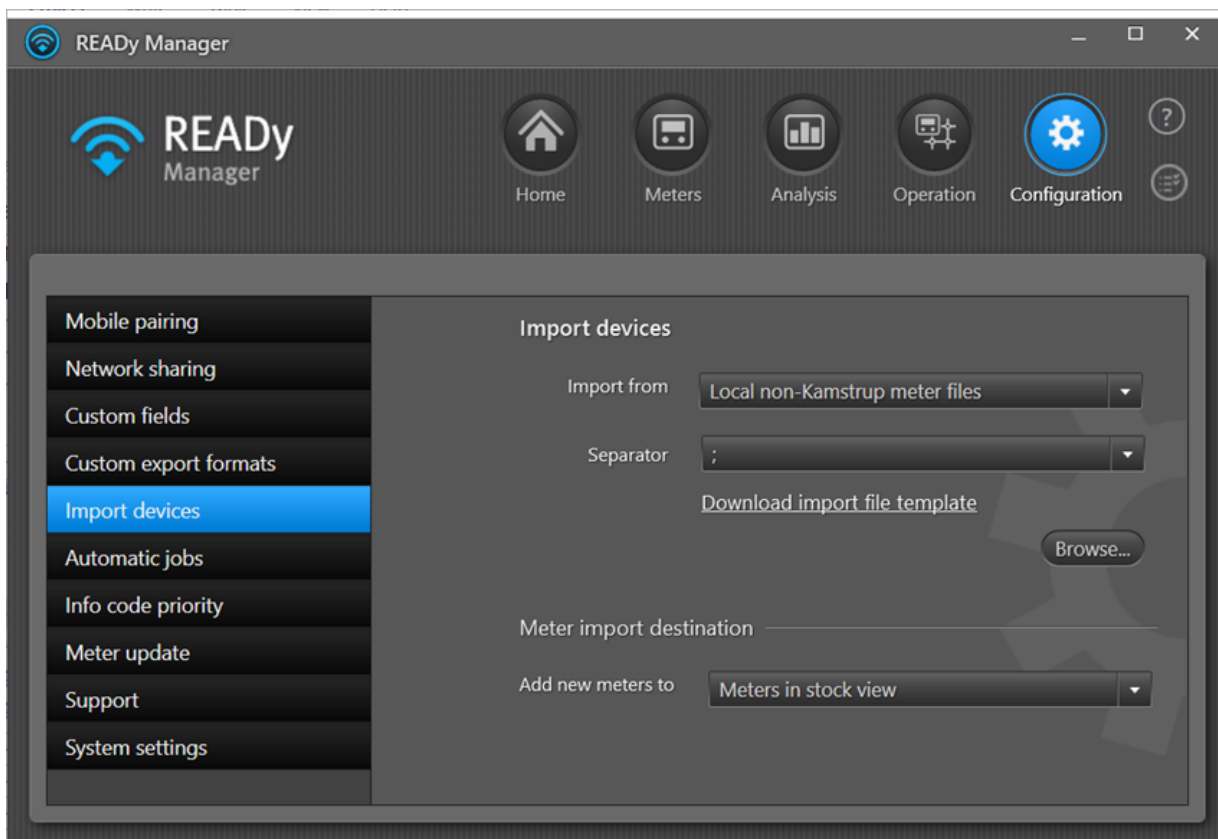 READy Manager
READy
Manager
Home
Meters
Analysis
Operation
Configuration
?
Mobile pairing
Network sharing
Custom fields
Custom export formats
Import devices
Automatic jobs
Info code priority
Meter update
Support
System settings
Import devices
Import from
Local non-Kamstrup meter files
Separator
;
Download import file template
Browse...
Meter import destination
Add new meters to
Meters in stock view